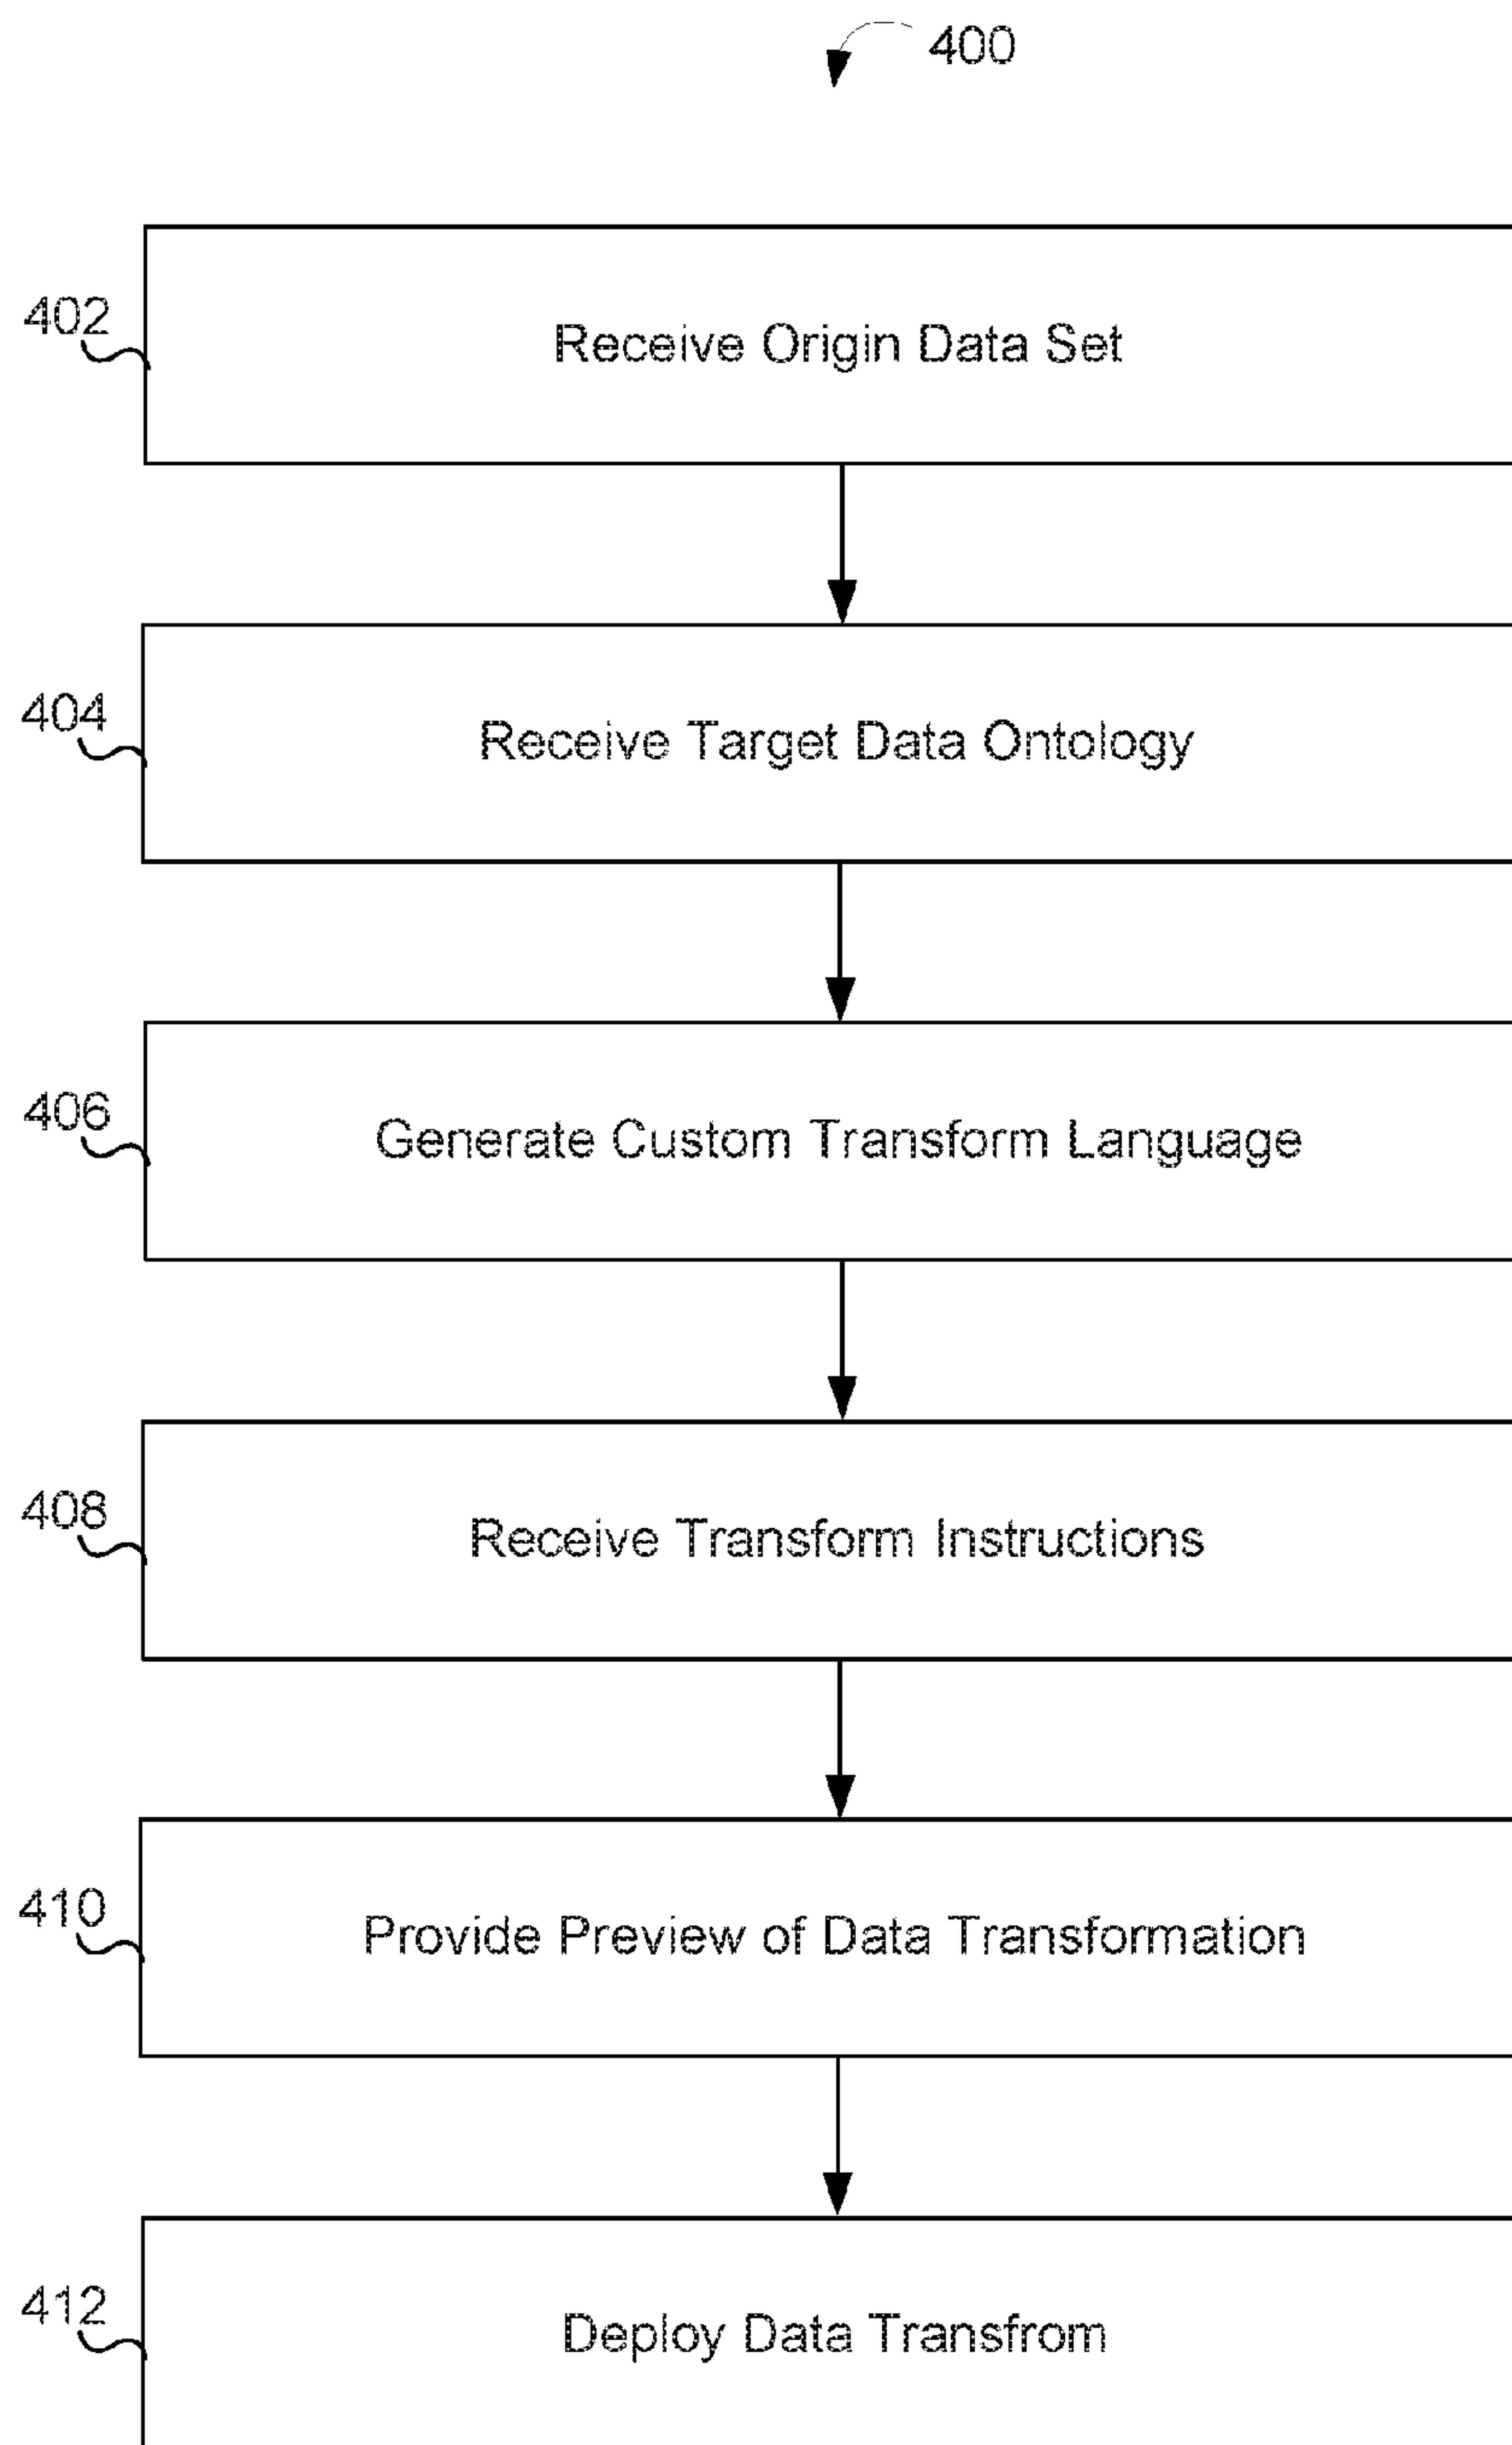 400
402
Receive Origin Data Set
404
Receive Target Data Ontology
406
Generate Custom Transform Language
408
Receive Transform Instructions
410
Provide Preview of Data Transformation
412
Deploy Data Transfrom